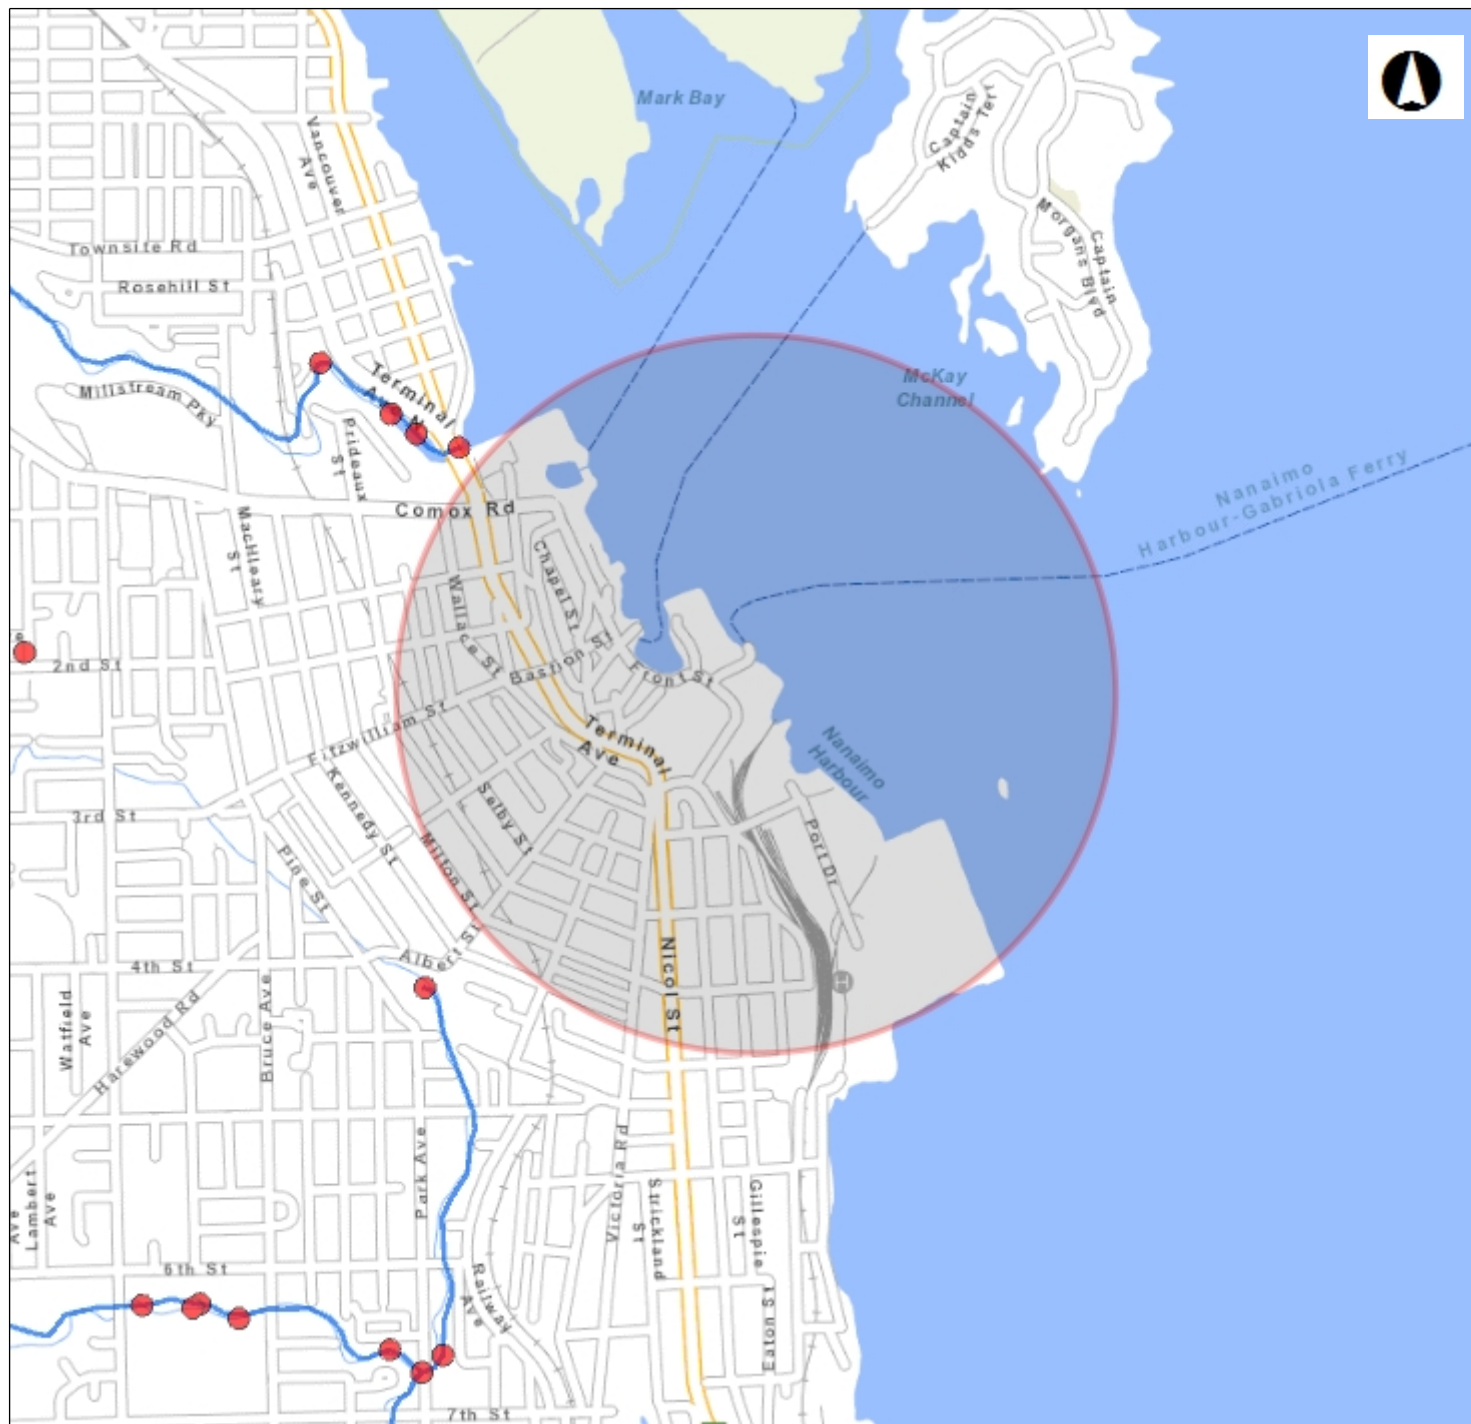 Mark Bay
Captain
Kidds Terr
Vancouver
Ave
Morgans Blvd
Captain
Townsite Rd
Rosehill St
Terminal
Ave N
Millstream Pky
McKay
Channel
Prideaux
St
Nanaimo
Harbour-Gabriola Ferry
Comox Rd
MacHleary
St
Chapel St
Wallace St
e
2nd St
Bastion St
Front St
Fitzwilliam St
Terminal
Ave
Nanaimo
Harbour
Kennedy St
Selby St
3rd St
Milton St
Port Dr
Pine St
Albert St
4th St
Nicol St
H
Watfield
Ave
Harewood Rd
Bruce Ave
Park Ave
Victoria Rd
Strickland
St
Gillespie
St
Ave
Lambert
Ave
6th St
Railway
Ave
Eaton St
7th St